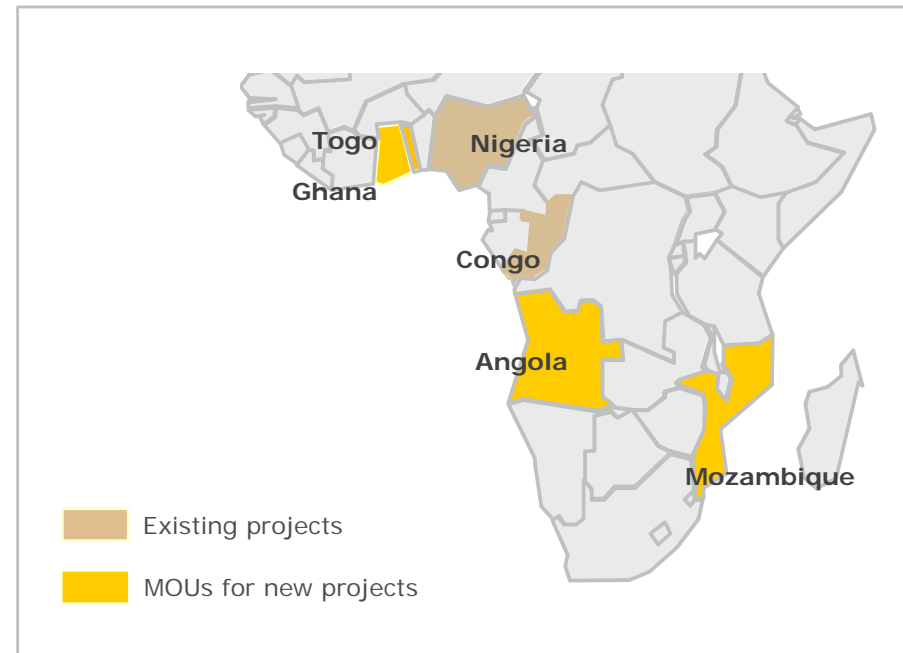 Togo
Nigeria
Ghana
Congo
Angola
Mozambique
Existing projects
MOUs for new projects